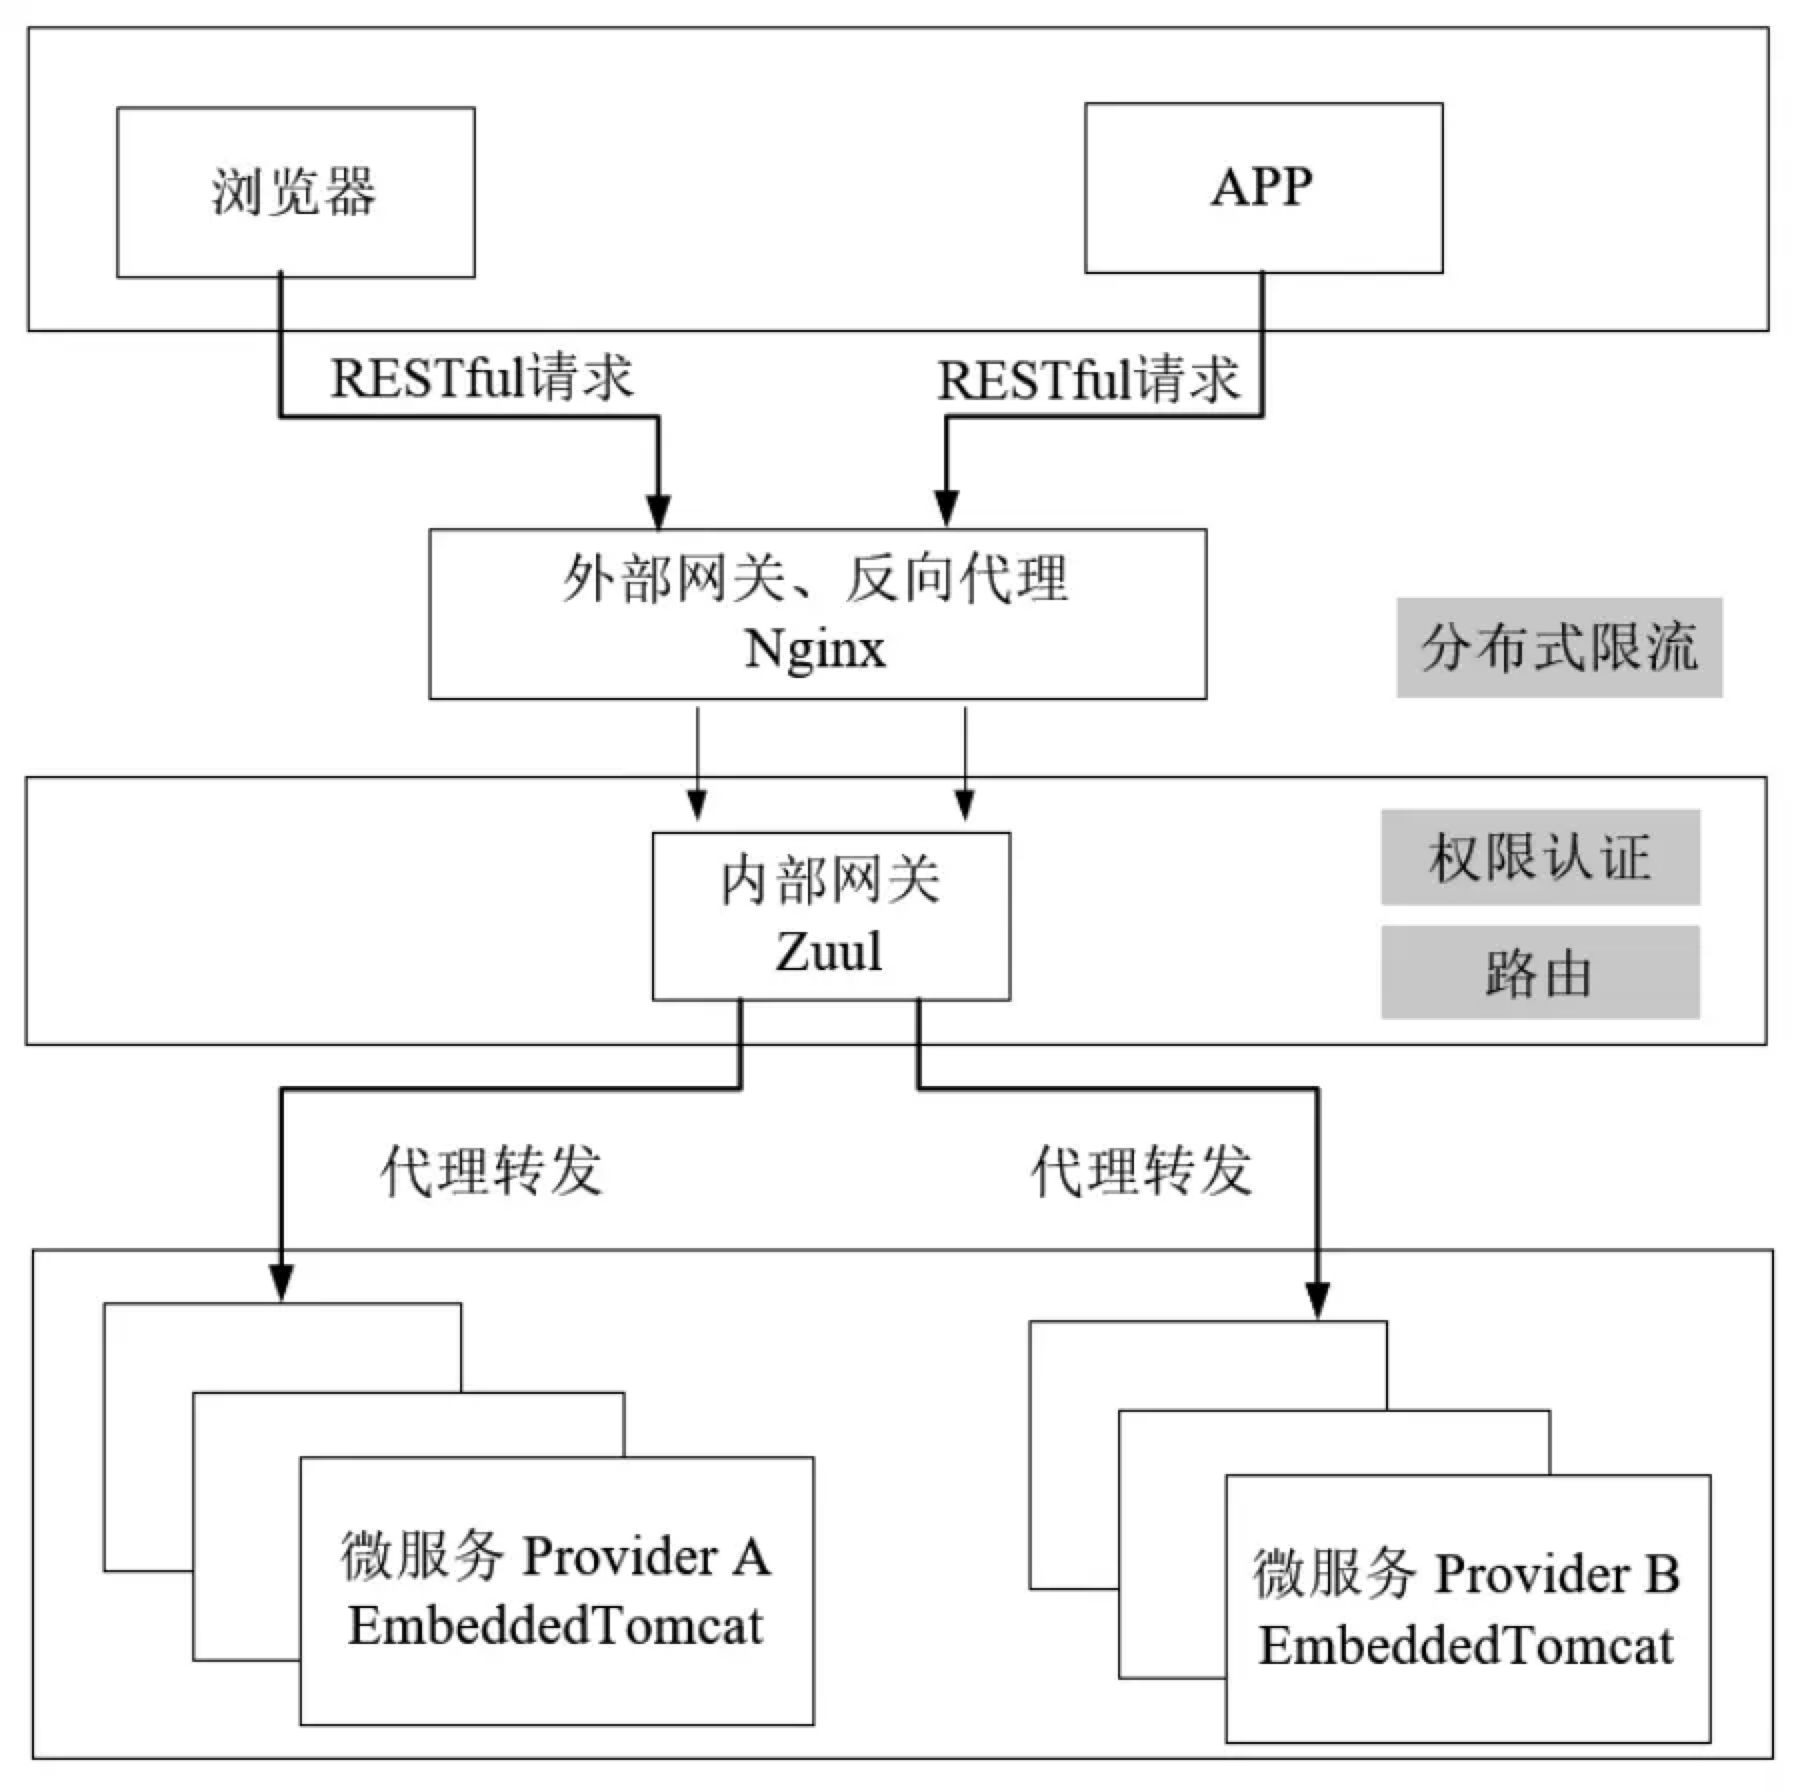 浏览器
APP
RESTful请求
RESTful请求
外部网关、反向代理
Nginx
分布式限流
内部网关
Zuul
权限认证
路由
代理转发
代理转发
微服务 Provider A
EmbeddedTomcat
微服务 Provider B
EmbeddedTomcat